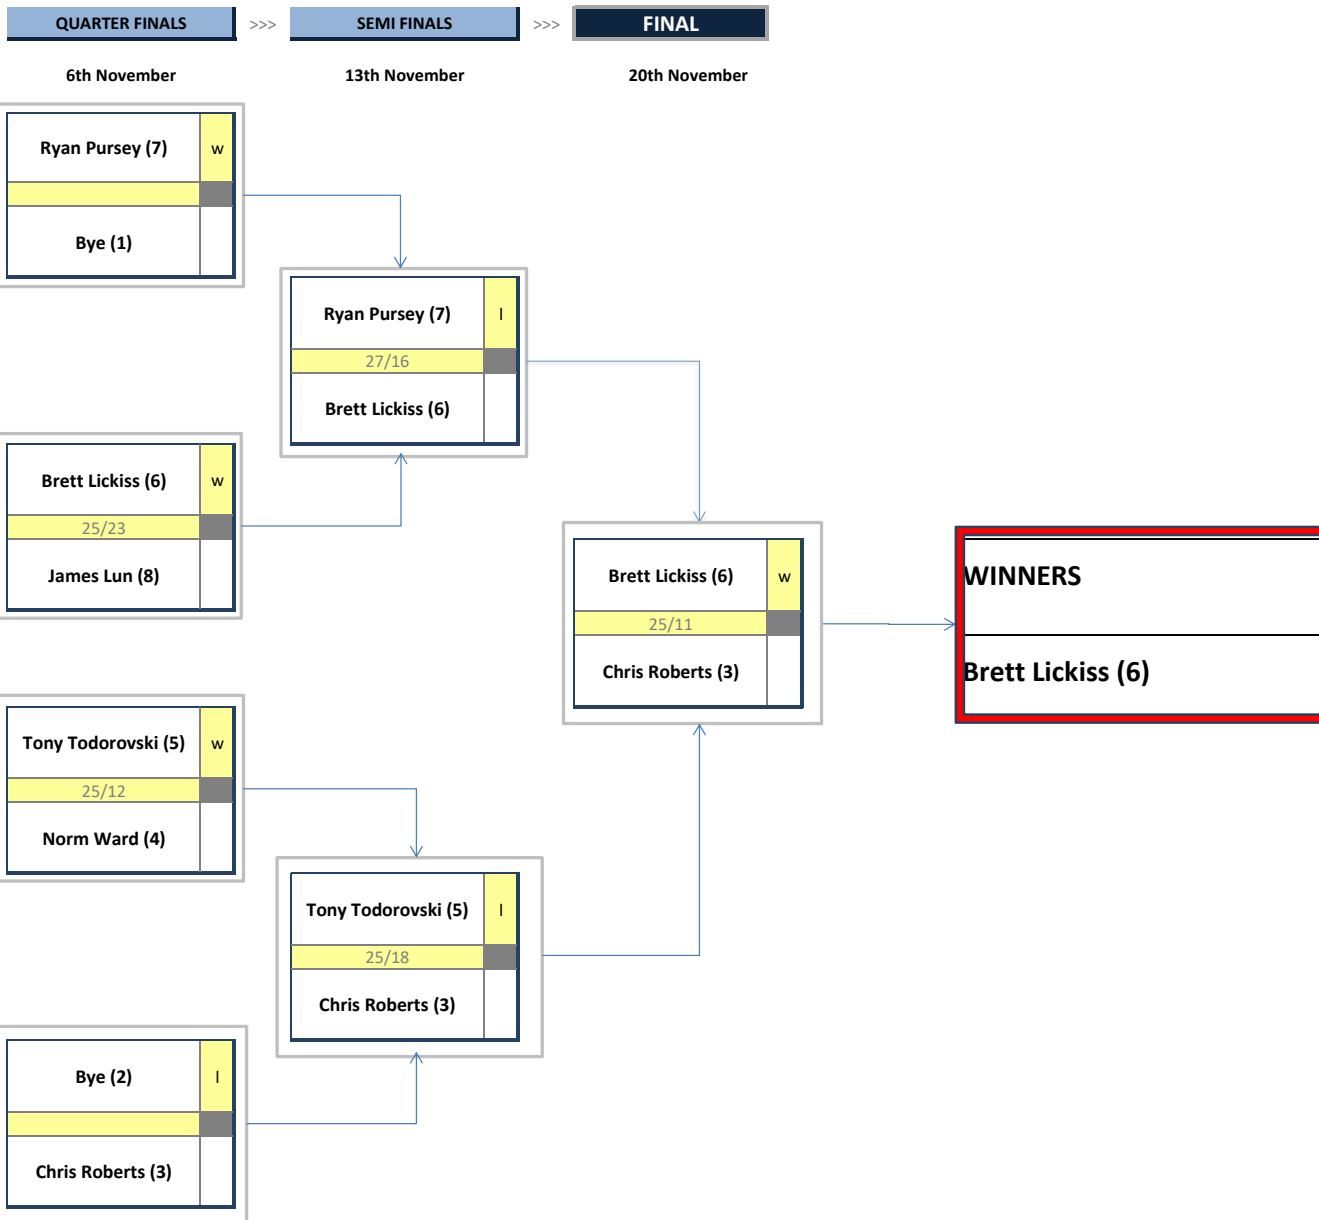 QUARTER FINALS >>> SEMI FINALS >>> FINAL
6th November 13th November 20th November
Ryan Pursey (7) w
Bye (1)
Ryan Pursey (7) l
27/16
Brett Lickiss (6)
Brett Lickiss (6) w
25/23
James Lun (8)
Brett Lickiss (6) w
25/11
Chris Roberts (3)
WINNERS
Brett Lickiss (6)
Tony Todorovski (5) w
25/12
Norm Ward (4)
Tony Todorovski (5) l
25/18
Chris Roberts (3)
Bye (2) l
Chris Roberts (3)